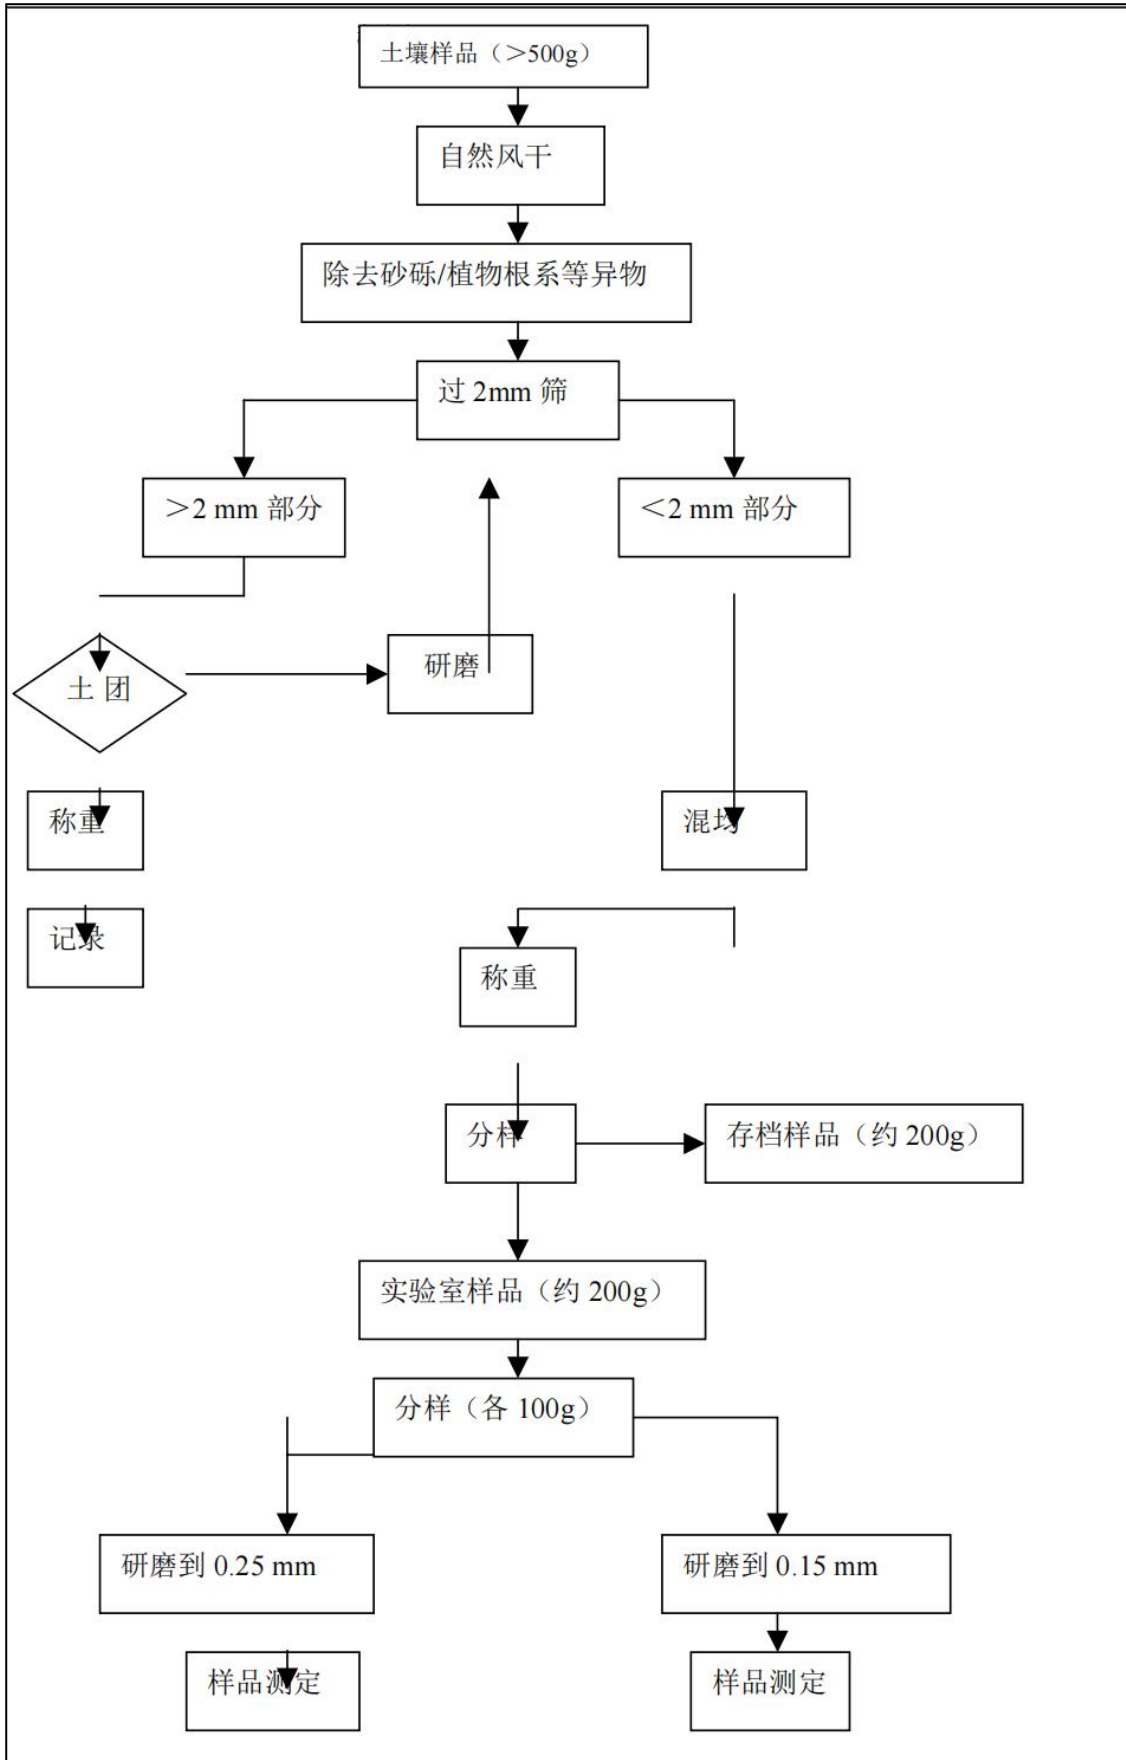 土壤样品（＞500g）
自然风干
除去砂砾/植物根系等异物
过 2mm 筛
＞2 mm 部分
＜2 mm 部分
土 团
研磨
称重
混均
记录
称重
分样
存档样品（约 200g）
实验室样品（约 200g）
分样（各 100g）
研磨到 0.25 mm
研磨到 0.15 mm
样品测定
样品测定